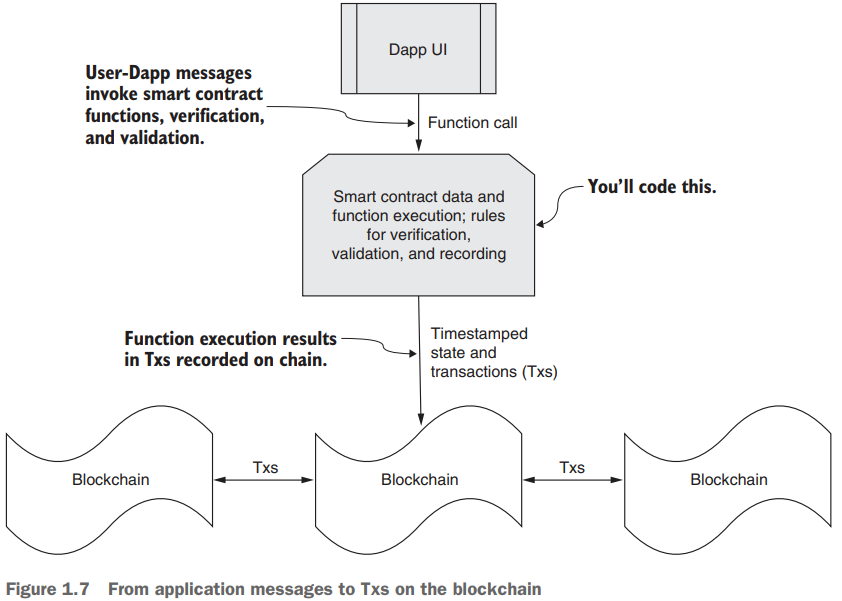 Dapp UI
User-Dapp messages
invoke smart contract
functions, verification,
and validation.
Function call
Smart contract data and
function execution; rules
for verification,
validation, and recording
You’ll code this.
Function execution results
in Txs recorded on chain.
Timestamped
state and
transactions (Txs)
Blockchain
Txs
Blockchain
Txs
Blockchain
Figure 1.7 From application messages to Txs on the blockchain